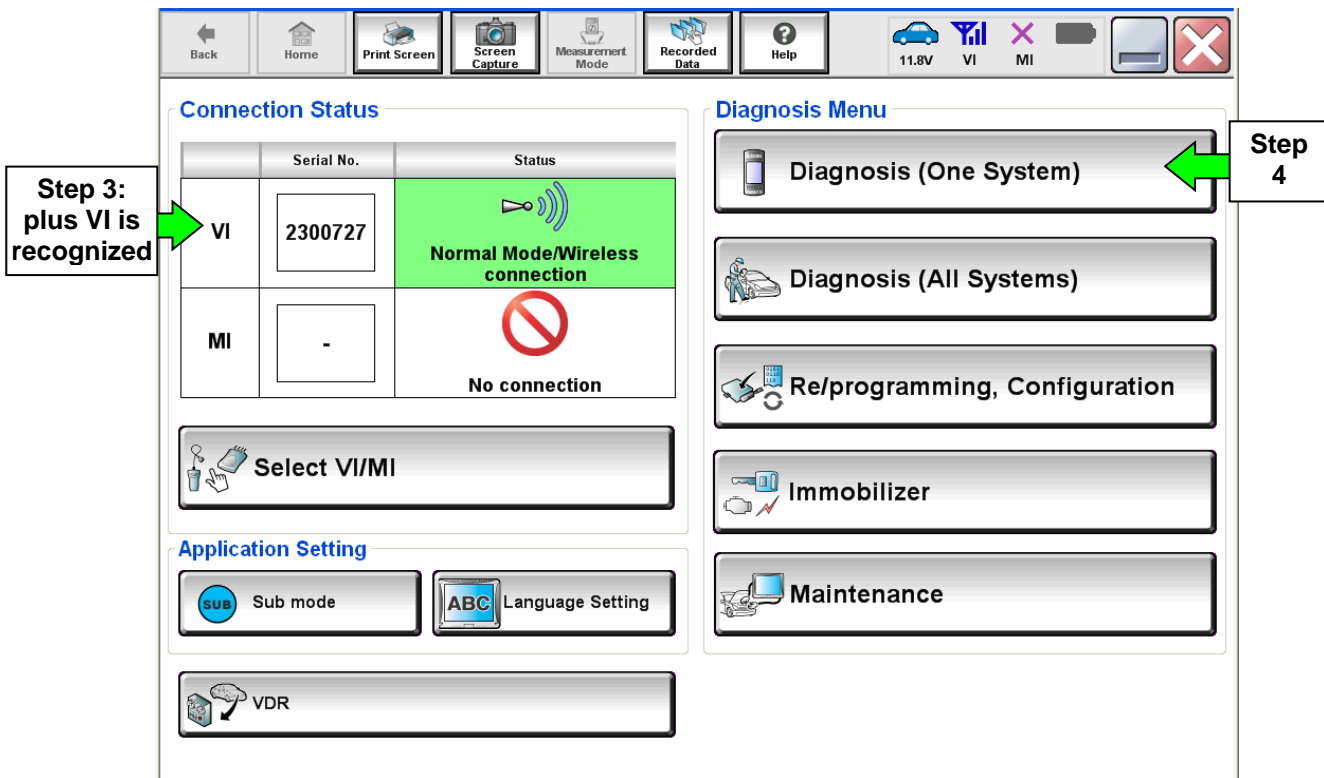 Back
Home
Print Screen
Screen
Capture
Measurement
Mode
Recorded
Data
Help
11.8V
VI
MI
Connection Status
Serial No.
Status
VI
2300727
Normal Mode/Wireless
connection
MI
-
No connection
Select VI/MI
Application Setting
SUB
Sub mode
ABC
Language Setting
VDR
Diagnosis Menu
Diagnosis (One System)
Diagnosis (All Systems)
Re/programming, Configuration
Immobilizer
Maintenance
Step 3:
plus VI is
recognized
Step
4